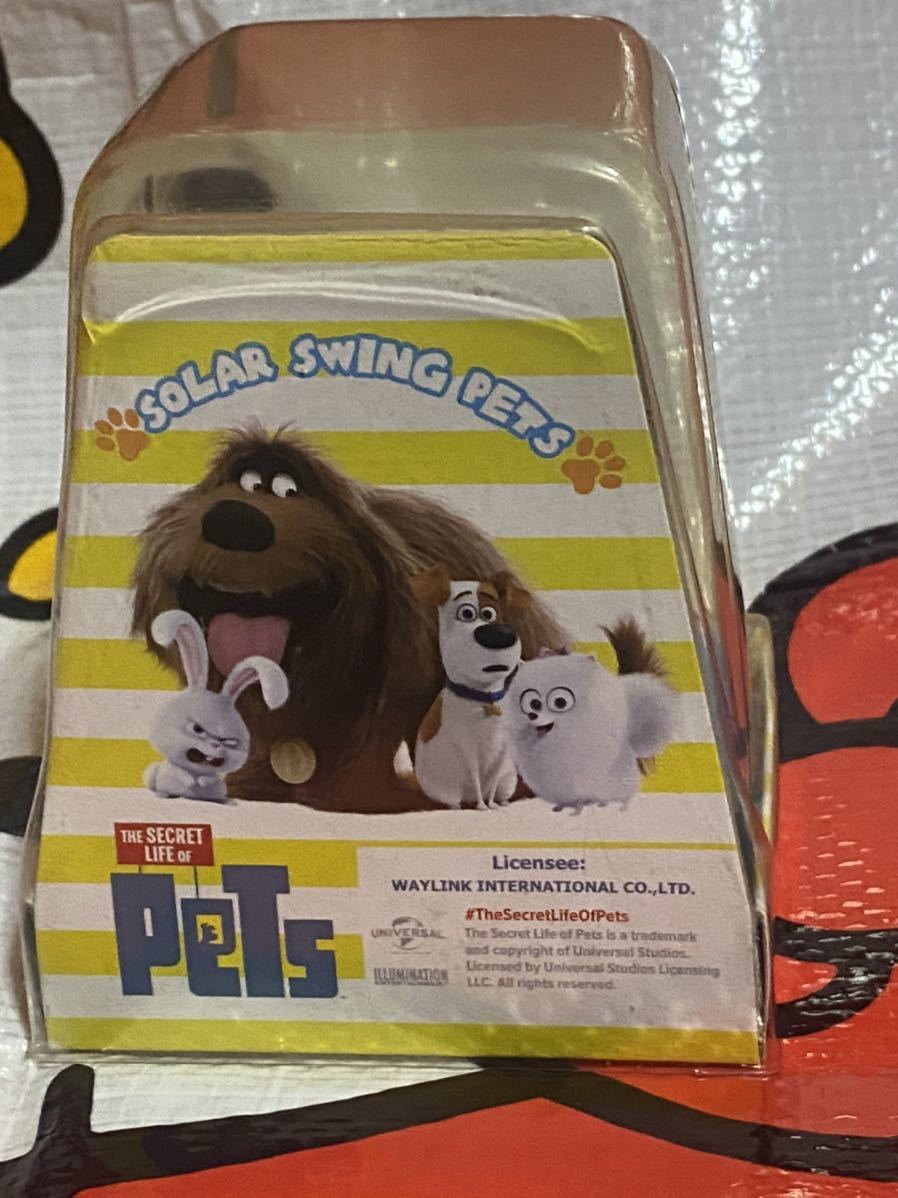 SOLAR SWING PETS
THE SECRET
LIFE OF
PETS
Licensee:
WAYLINK INTERNATIONAL CO.,LTD.
UNIVERSAL
ILLUMINATION
ENTERTAINMENT
#TheSecretLifeOfPets
The Secret Life of Pets is a trademark
and copyright of Universal Studios.
Licensed by Universal Studios Licensing
LLC. All rights reserved.